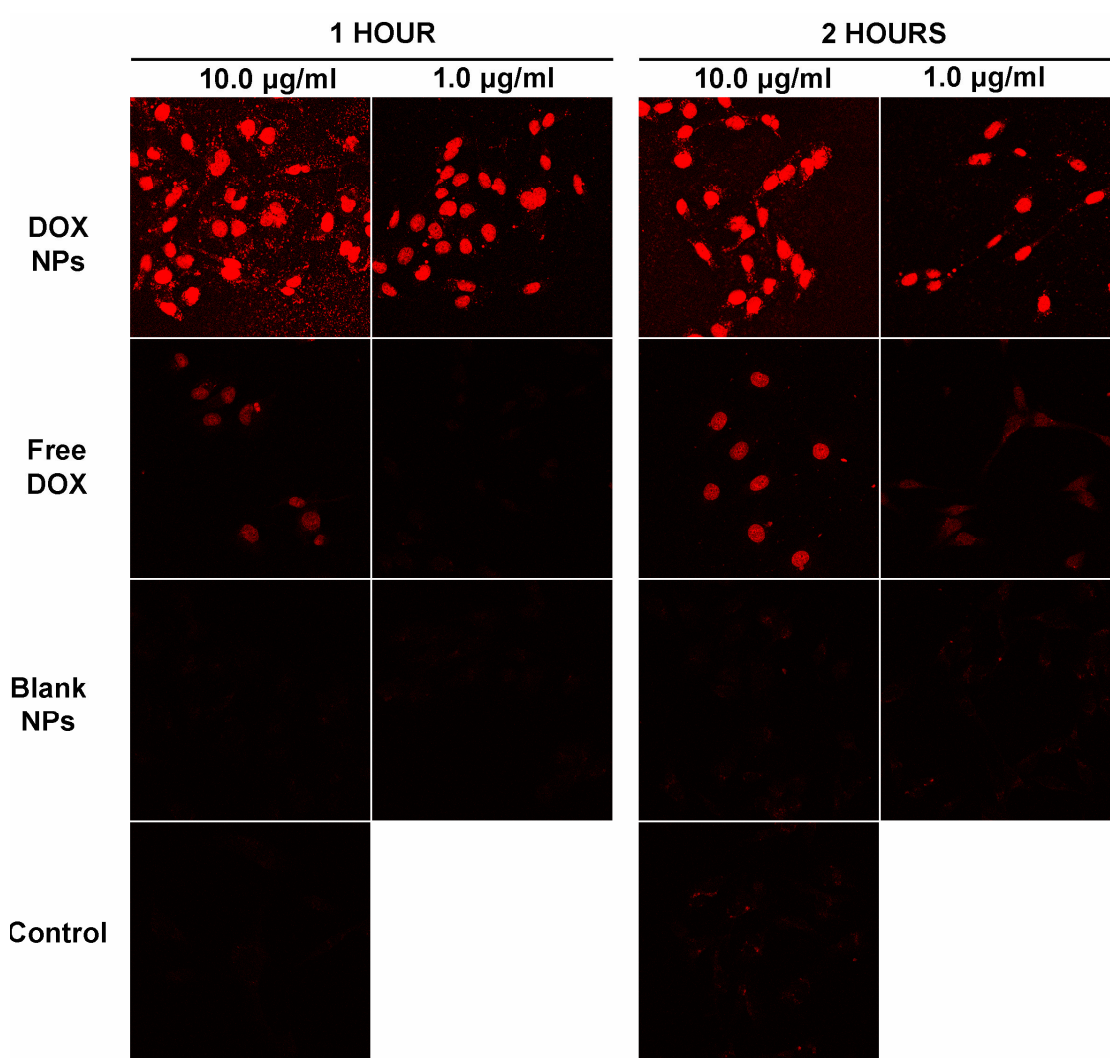 1 HOUR
2 HOURS
10.0 µg/ml
1.0 µg/ml
10.0 µg/ml
1.0 µg/ml
DOX
NPs
Free
DOX
Blank
NPs
Control